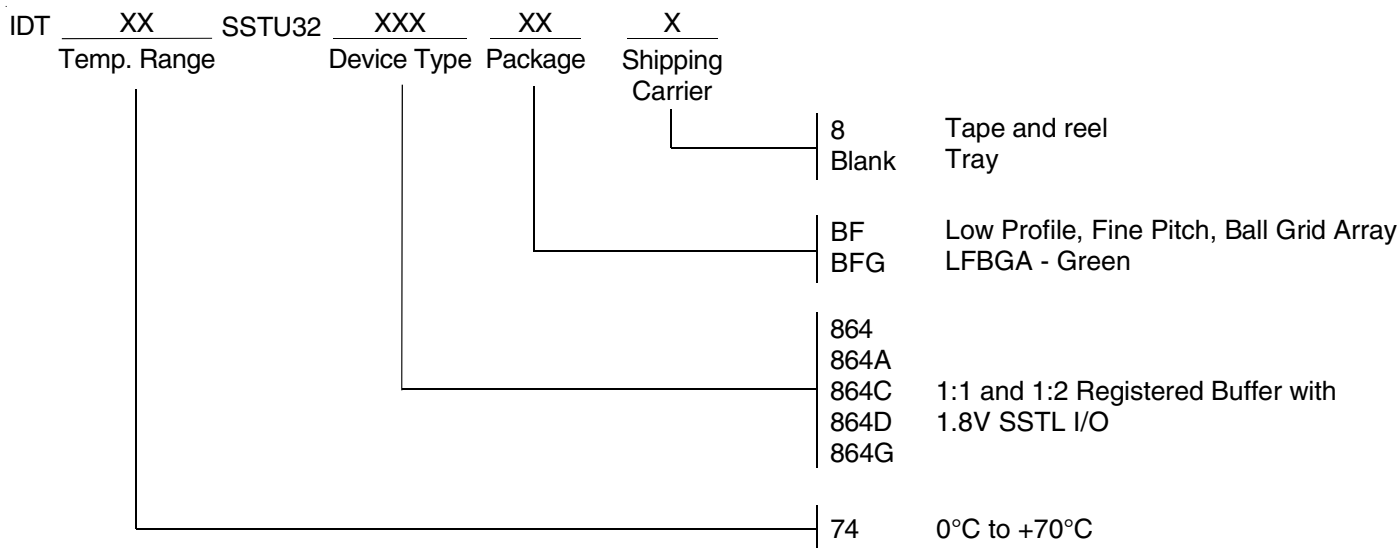 IDT XX SSTU32 XXX XX X
Temp. Range Device Type Package Shipping
Carrier
8 Tape and reel
Blank Tray
BF Low Profile, Fine Pitch, Ball Grid Array
BFG LFBGA - Green
864
864A
864C 1:1 and 1:2 Registered Buffer with
864D 1.8V SSTL I/O
864G
74 0°C to +70°C